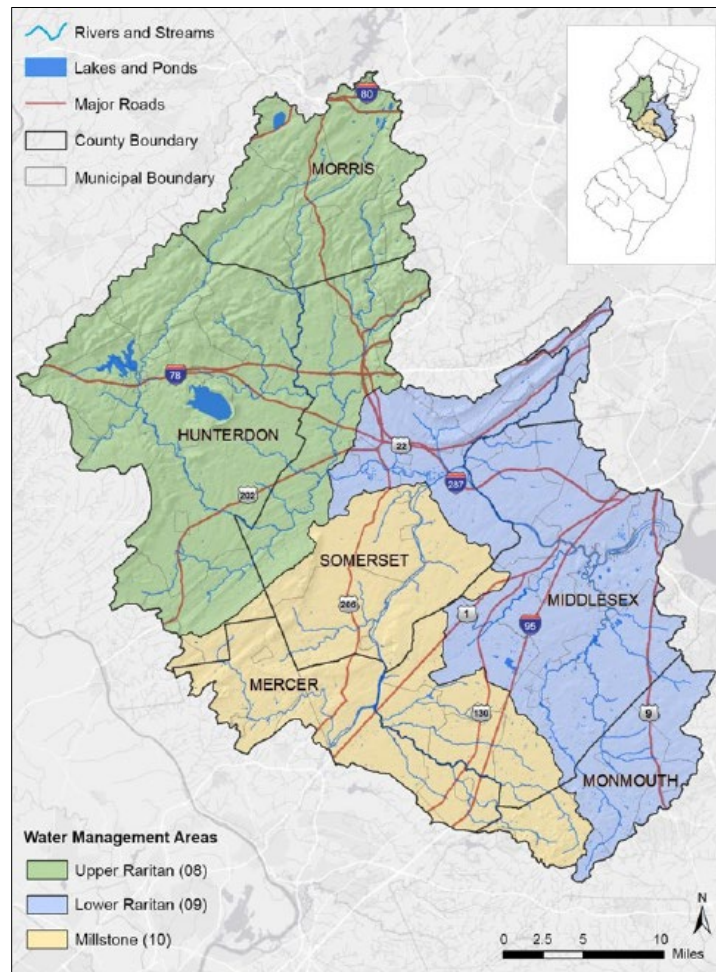 Rivers and Streams
Lakes and Ponds
Major Roads
County Boundary
Municipal Boundary
80
MORRIS
78
HUNTERDON
22
202
287
SOMERSET
206
1
MIDDLESEX
95
MERCER
130
9
MONMOUTH
Water Management Areas
Upper Raritan (08)
Lower Raritan (09)
Millstone (10)
N
0 2.5 5 10
Miles